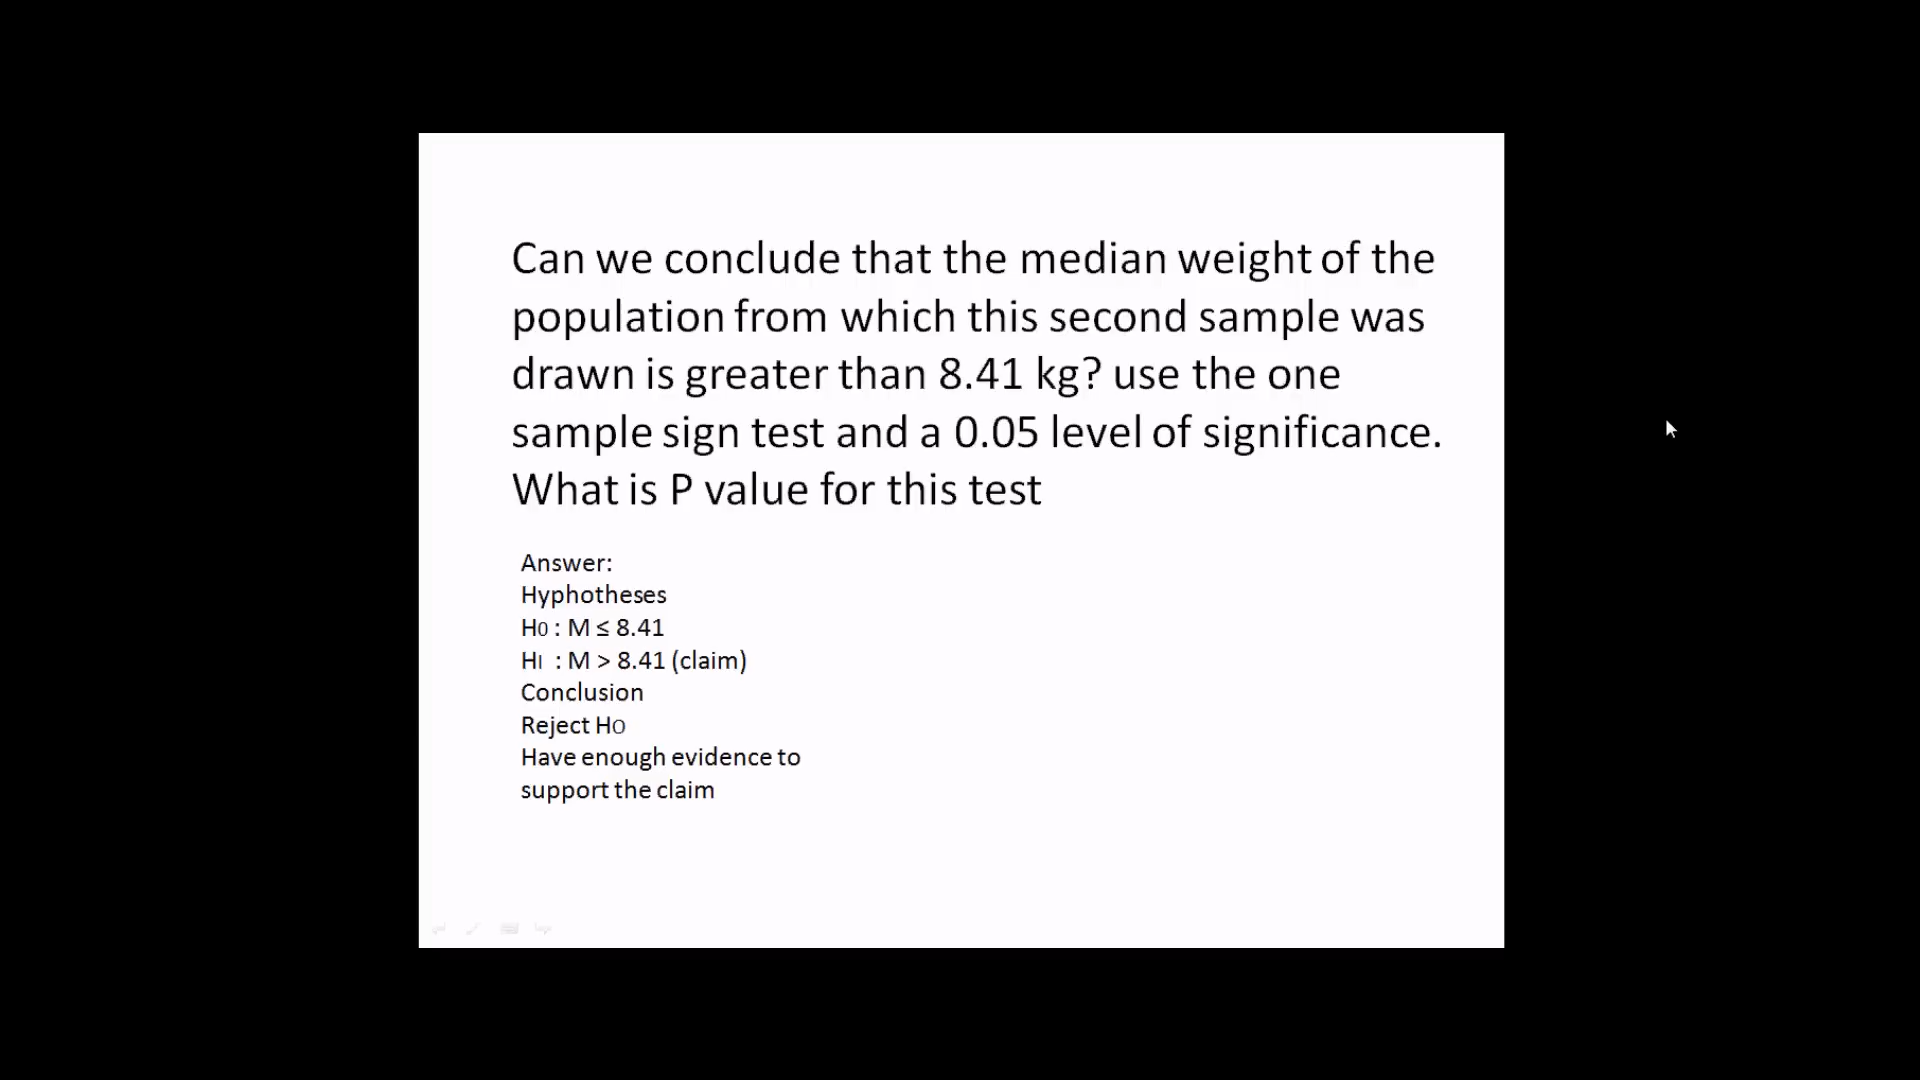 Can we conclude that the median weight of the
population from which this second sample was
drawn is greater than 8.41 kg? use the one
sample sign test and a 0.05 level of significance.
What is P value for this test
Answer:
Hyphotheses
H0 : M ≤ 8.41
HI : M > 8.41 (claim)
Conclusion
Reject HO
Have enough evidence to
support the claim